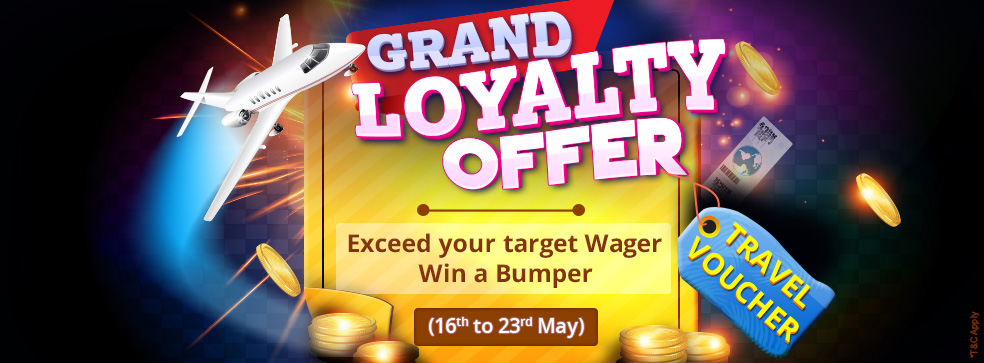 GRAND
LOYALTY
OFFER
Exceed your target Wager
Win a Bumper
(16th to 23rd May)
TRAVEL
VOUCHER
*T&C Apply